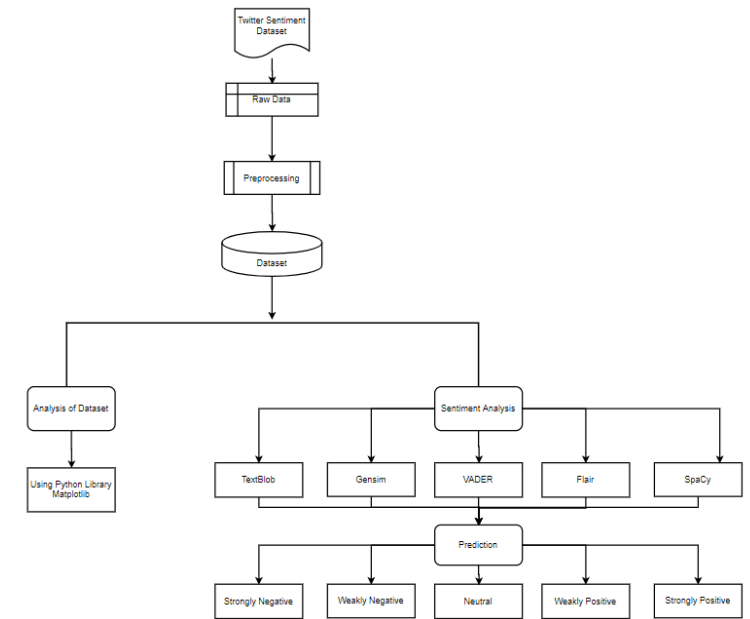 Twitter Sentiment
Dataset
Raw Data
Preprocessing
Dataset
Analysis of Dataset
Sentiment Analysis
Using Python Library
Matplotlib
TextBlob
Gensim
VADER
Flair
SpaCy
Prediction
Strongly Negative
Weakly Negative
Neutral
Weakly Positive
Strongly Positive